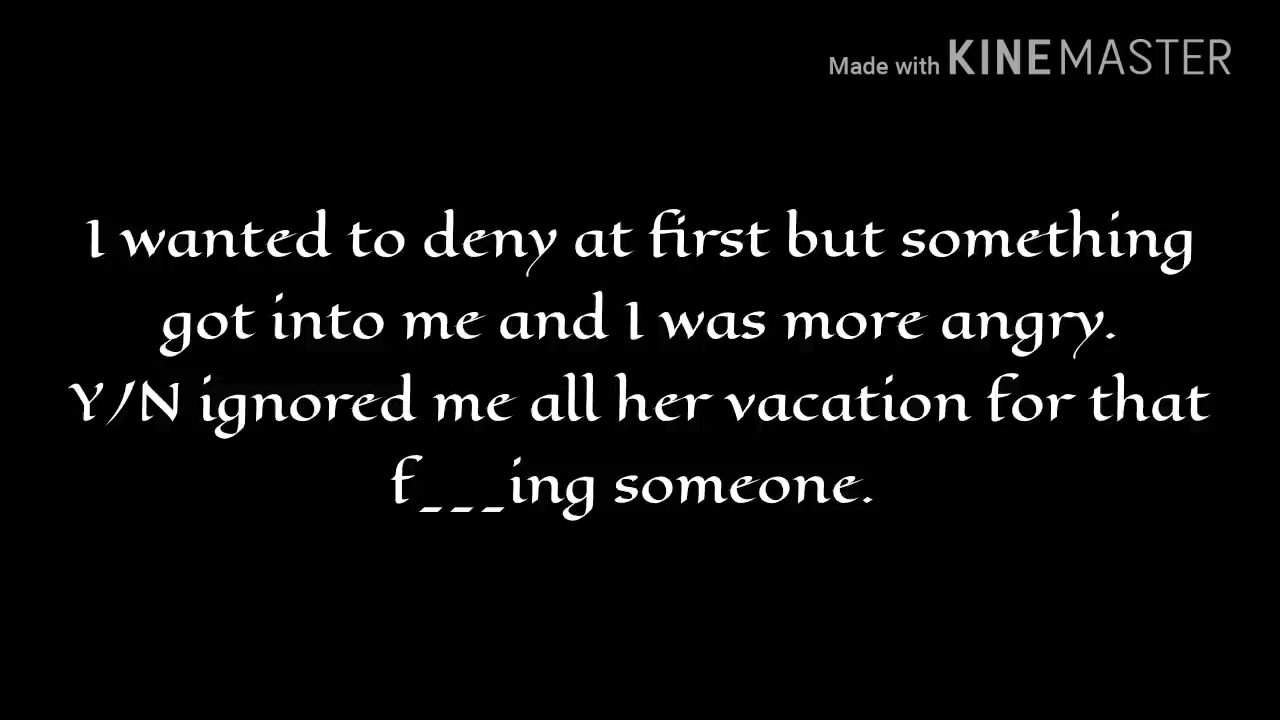 Made with KINEMASTER
I wanted to deny at first but something
got into me and I was more angry.
Y/N ignored me all her vacation for that
f___ing someone.